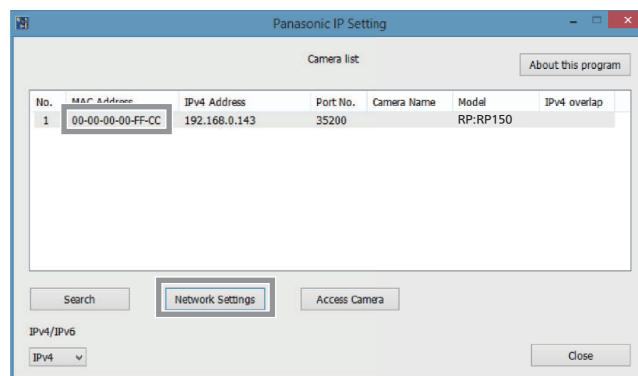 Panasonic IP Setting
Camera list
About this program
No. MAC Address IPv4 Address Port No. Camera Name Model IPv4 overlap
1 00-00-00-00-FF-CC 192.168.0.143 35200 RP:RP150
Search Network Settings Access Camera
IPv4/IPv6
IPv4 Close